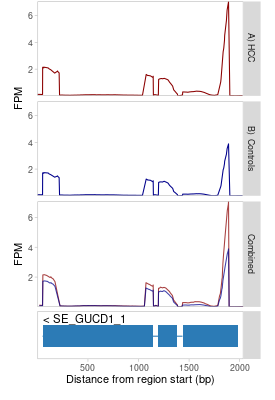 FPM
6
4
2
A) HCC
6
4
2
B) Controls
FPM
6
4
2
Combined
< SE_GUCD1_1
500
1000
1500
2000
Distance from region start (bp)